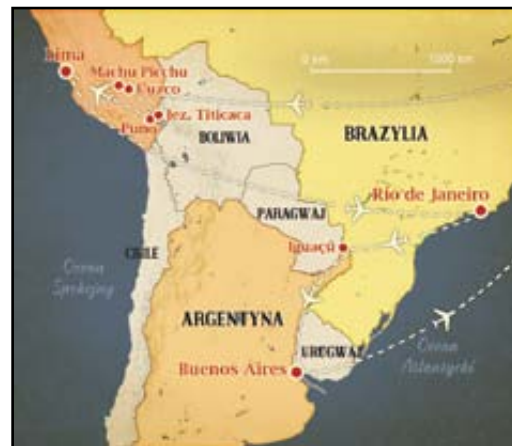 0 km 1000 km
Lima
Machu Picchu
Cuzco
Jez. Titicaca
Puno
BOLIWIA
BRAZYLIA
Rio de Janeiro
PARAGWAJ
Iguaçú
CHILE
Ocean
Spokojny
ARGENTYNA
URUGWAJ
Buenos Aires
Ocean
Atlantycki